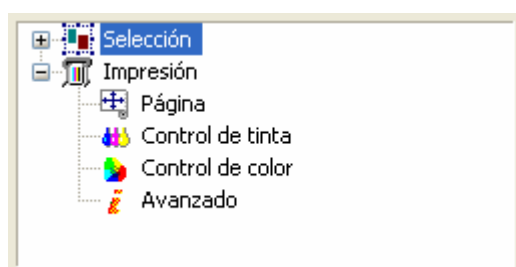 Selección
Impresión
Página
Control de tinta
Control de color
Avanzado